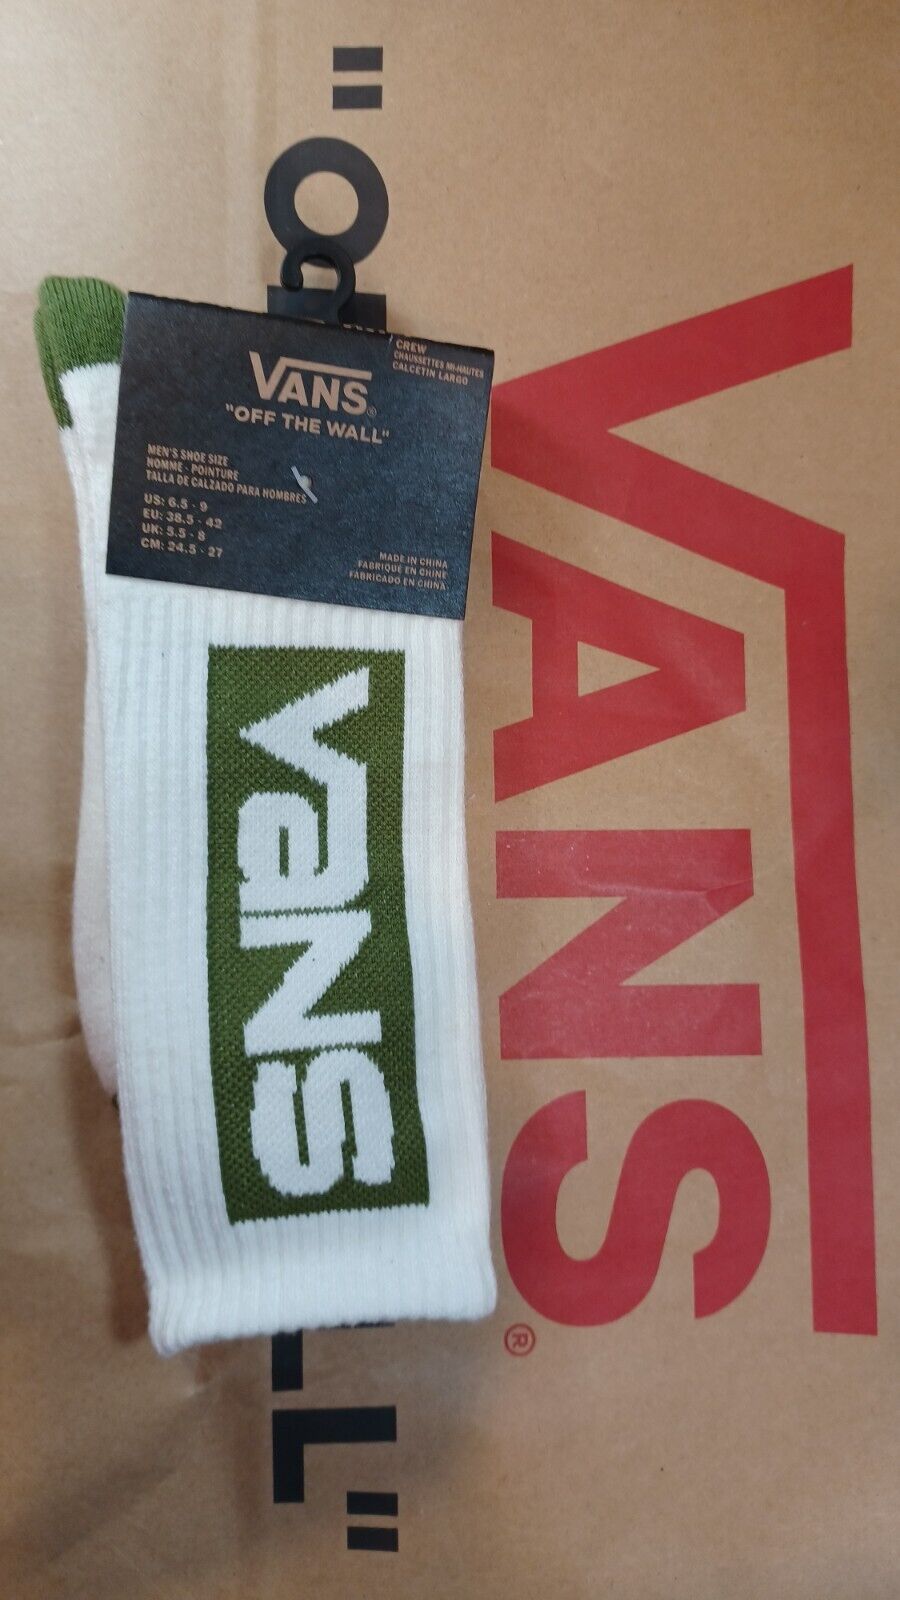 CREW
CHAUSSETTES MI-HAUTES
CALCETIN LARGO
VANS®
"OFF THE WALL"
MEN'S SHOE SIZE
HOMME - POINTURE
TALLA DE CALZADO PARA HOMBRES
US: 6.5 - 9
EU: 38.5 - 42
UK: 5.5 - 8
CM: 24.5 - 27
MADE IN CHINA
FABRIQUÉ EN CHINE
FABRICADO EN CHINA
VaNS
VANS®
"O
L"